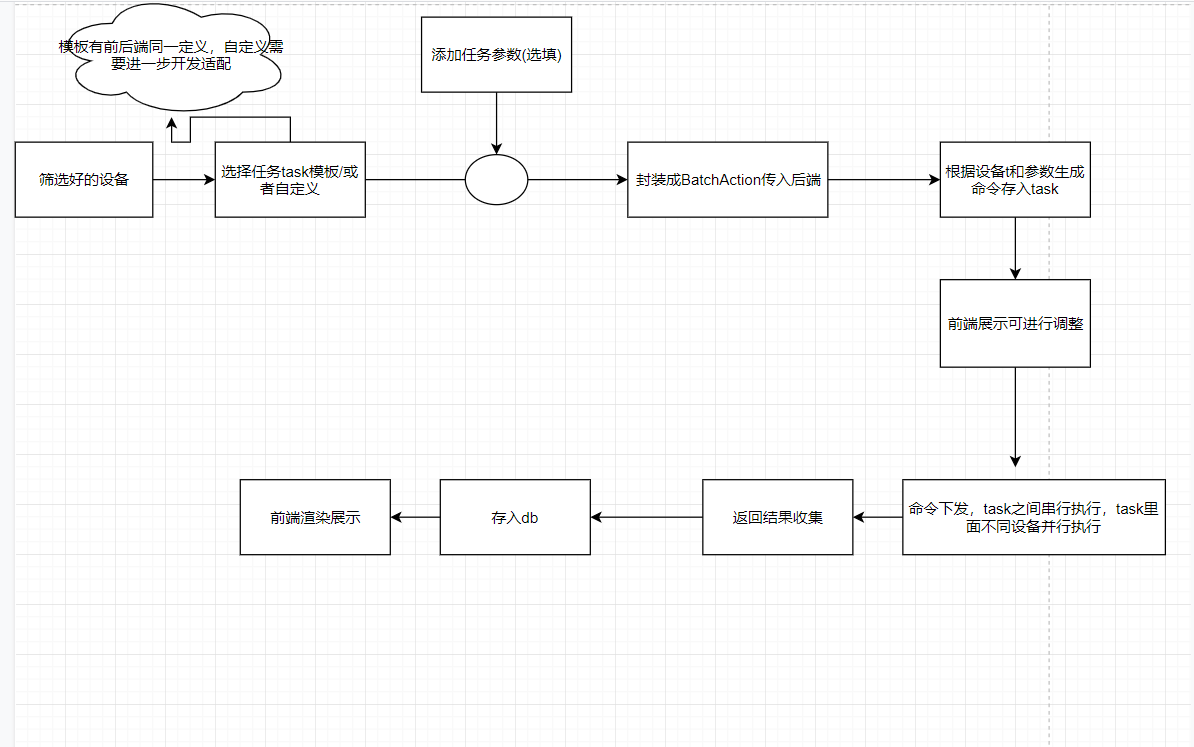 模板有前后端同一定义，自定义需
要进一步开发适配
添加任务参数(选填)
筛选好的设备
选择任务task模板/或
者自定义
封装成BatchAction传入后端
根据设备t和参数生成
命令存入task
前端展示可进行调整
命令下发，task之间串行执行，task里
面不同设备并行执行
返回结果收集
存入db
前端渲染展示